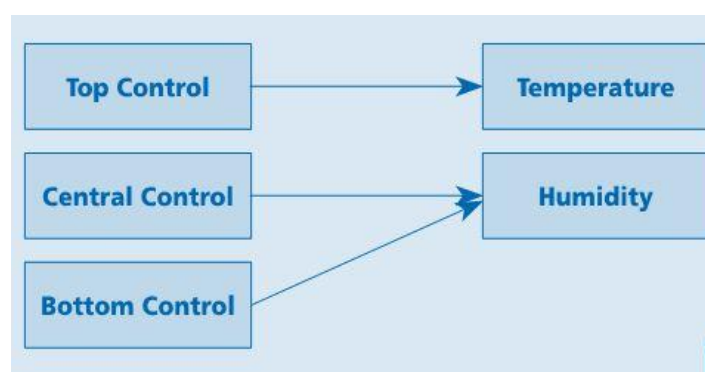 Top Control
Temperature
Central Control
Humidity
Bottom Control